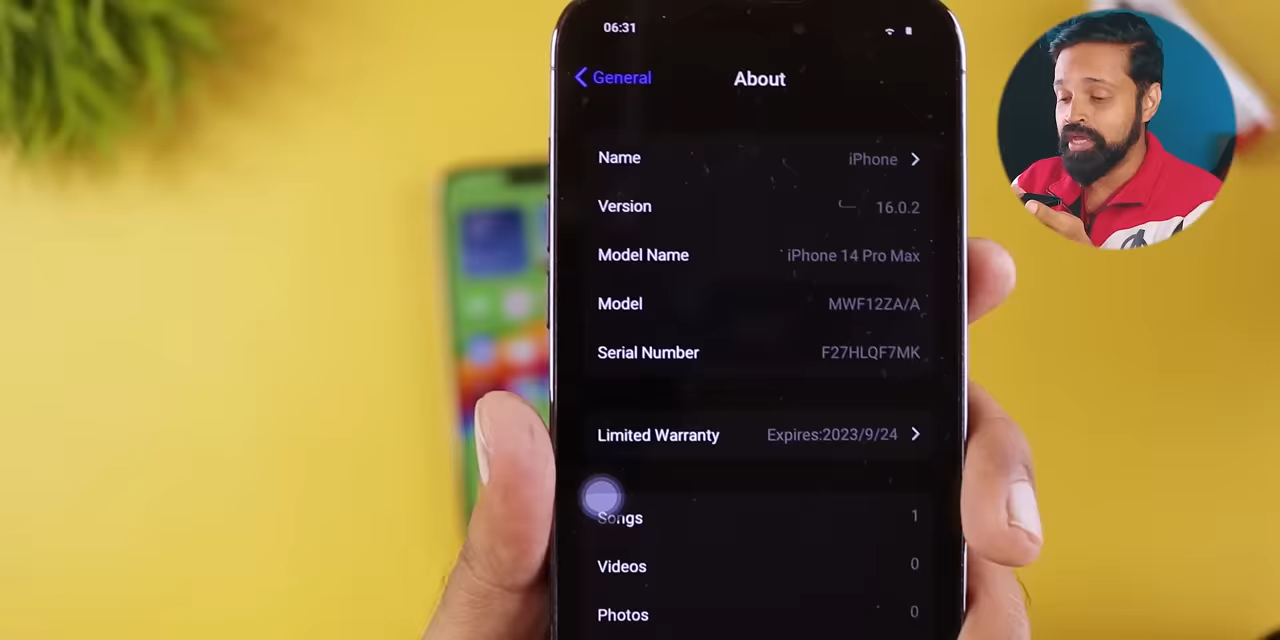 06:31
General
About
Name iPhone
Version 16.0.2
Model Name iPhone 14 Pro Max
Model MWF12ZA/A
Serial Number F27HLQF7MK
Limited Warranty Expires:2023/9/24
Songs 1
Videos 0
Photos 0